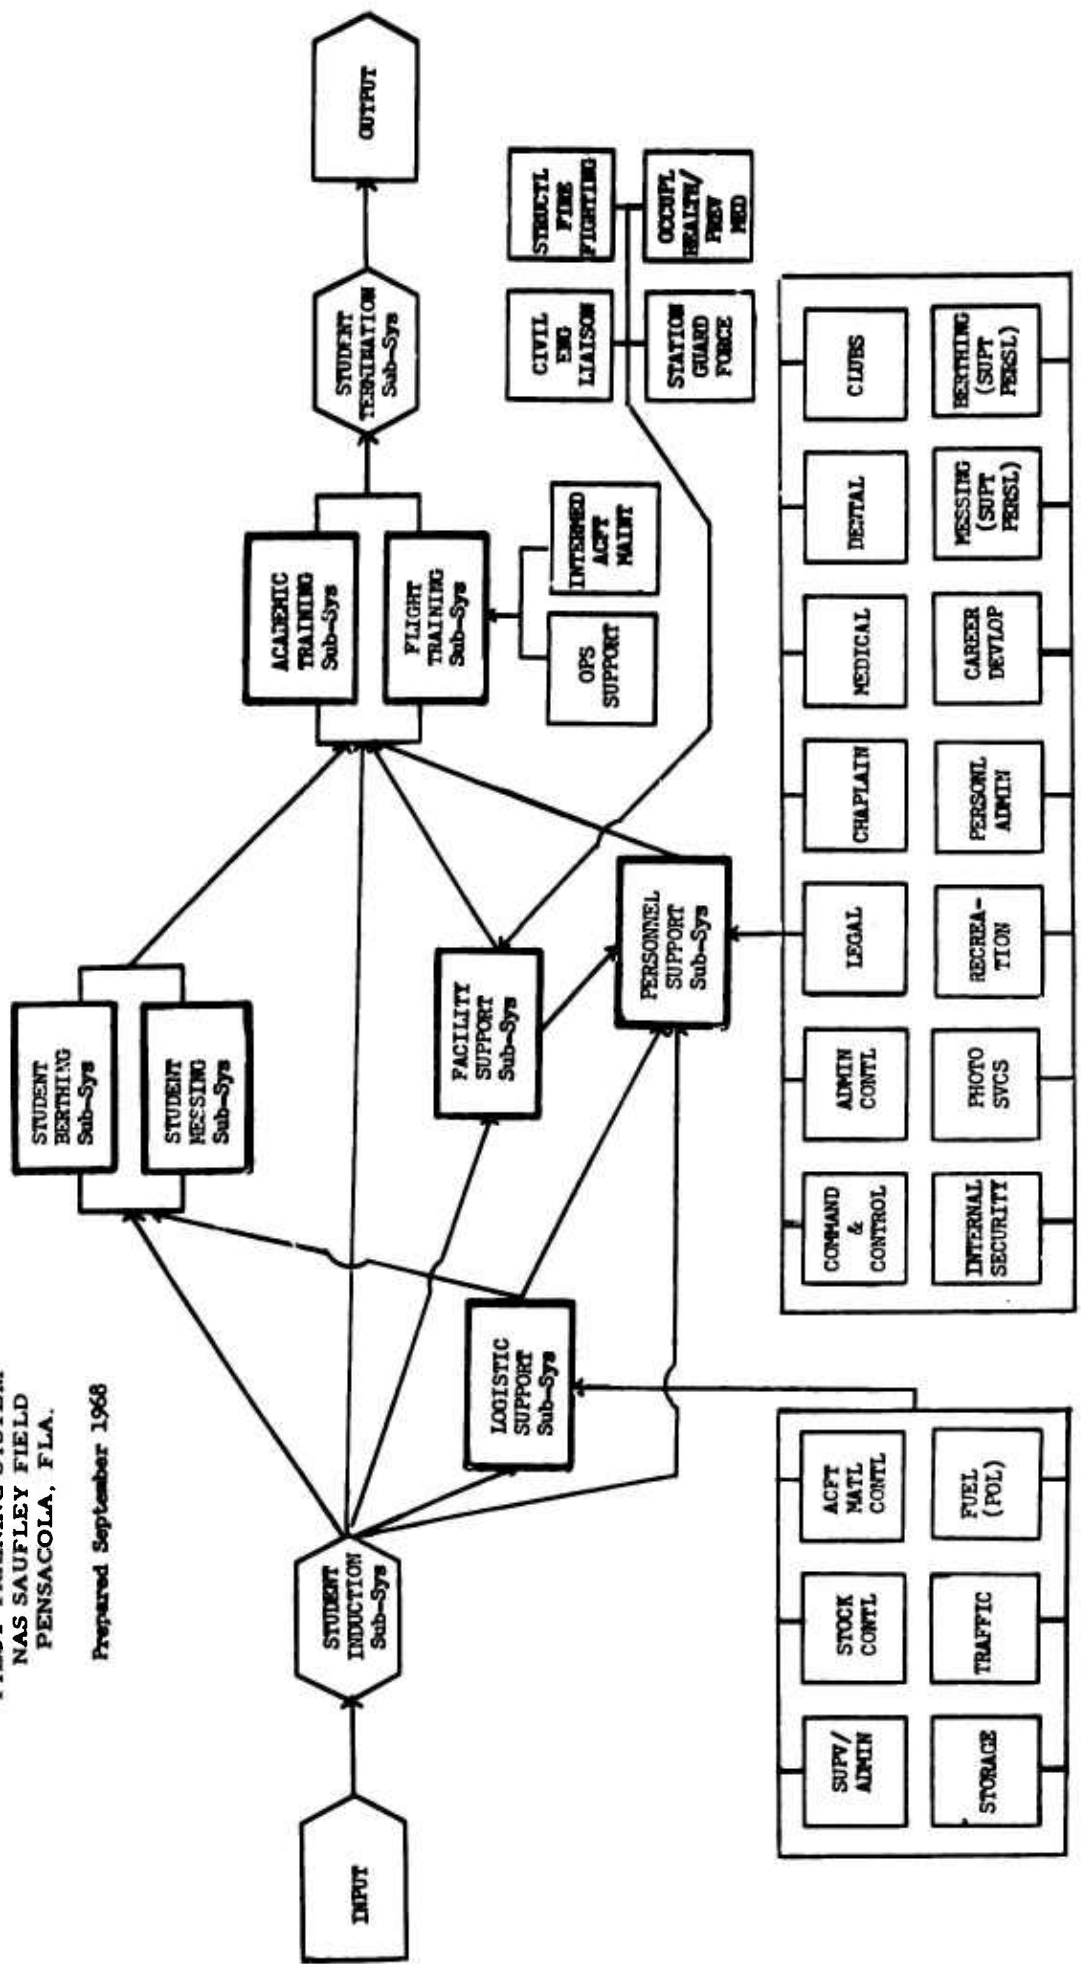 NAS SAUFLEY FIELD
PENSACOLA, FLA.
Prepared September 1968
INPUT
STUDENT
INDUCTION
Sub-Sys
STUDENT
BERTHING
Sub-Sys
STUDENT
MESSING
Sub-Sys
LOGISTIC
SUPPORT
Sub-Sys
FACILITY
SUPPORT
Sub-Sys
PERSONNEL
SUPPORT
Sub-Sys
ACADEMIC
TRAINING
Sub-Sys
FLIGHT
TRAINING
Sub-Sys
OPS
SUPPORT
INTERMED
ACFT
MAINT
STUDENT
TERMINATION
Sub-Sys
OUTPUT
CIVIL
ENG
LIAISON
STRUCTL
FIRE
FIGHTING
STATION
GUARD
FORCE
OCCUPL
HEALTH/
PREV
MED
SUPV/
ADMIN
STOCK
CONTL
ACFT
MATL
CONTL
STORAGE
TRAFFIC
FUEL
(POL)
COMMAND
&
CONTROL
ADMIN
CONTL
LEGAL
CHAPLAIN
MEDICAL
DENTAL
CLUBS
INTERNAL
SECURITY
PHOTO
SVCS
RECREA-
TION
PERSONL
ADMIN
CAREER
DEVLOP
MESSING
(SUPT
PERSL)
BERTHING
(SUPT
PERSL)